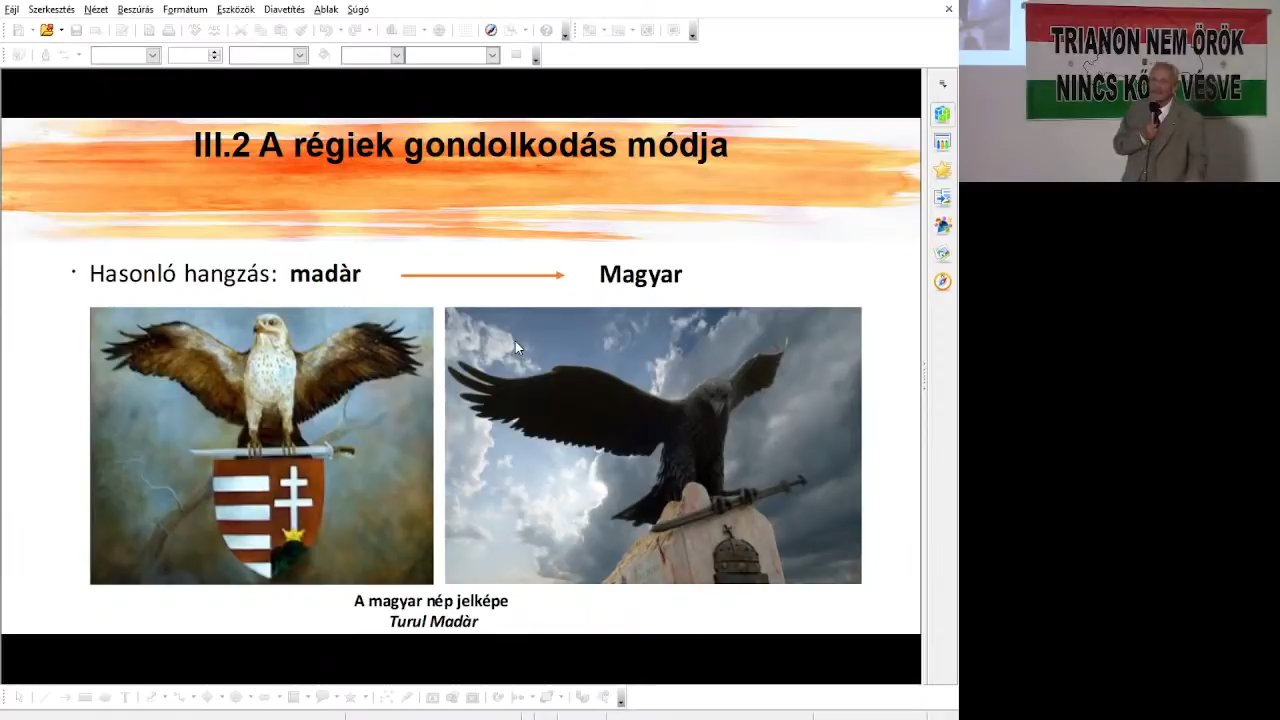 Fájl Szerkesztés Nézet Beszúrás Formátum Eszközök Diavetítés Ablak Súgó
III.2 A régiek gondolkodás módja
Hasonló hangzás: madàr
Magyar
A magyar nép jelképe
Turul Madàr
TRIANON NEM ÖRÖK
NINCS VÉSVE